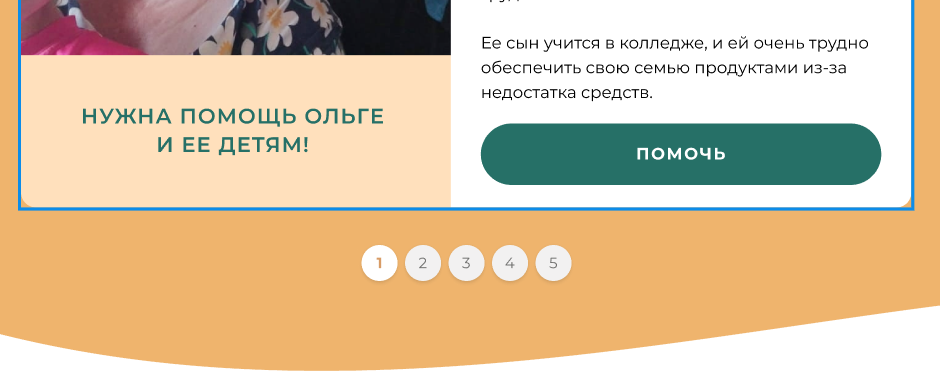 Ее сын учится в колледже, и ей очень трудно
обеспечить свою семью продуктами из-за
недостатка средств.
НУЖНА ПОМОЩЬ ОЛЬГЕ
И ЕЕ ДЕТЯМ!
ПОМОЧЬ
1 2 3 4 5